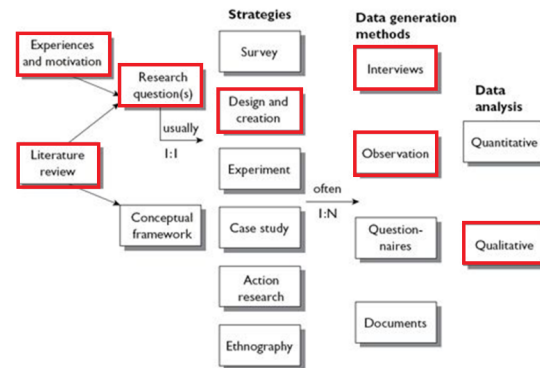 Strategies
Data generation
methods
Experiences
and motivation
Survey
Interviews
Research
question(s)
Data
analysis
Design and
creation
usually
1:1
Observation
Quantitative
Literature
review
Experiment
often
1:N
Conceptual
framework
Case study
Question-
naires
Qualitative
Action
research
Documents
Ethnography